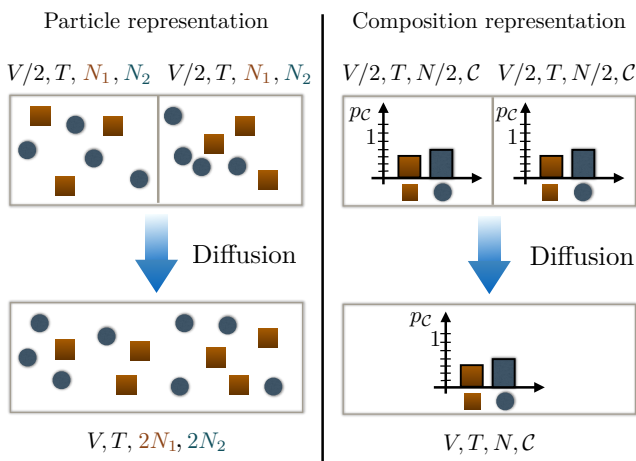 Particle representation
V/2, T, N₁, N₂
V/2, T, N₁, N₂
Diffusion
V, T, 2N₁, 2N₂
Composition representation
V/2, T, N/2, 𝒞
V/2, T, N/2, 𝒞
p𝒞
1
p𝒞
1
Diffusion
p𝒞
1
V, T, N, 𝒞